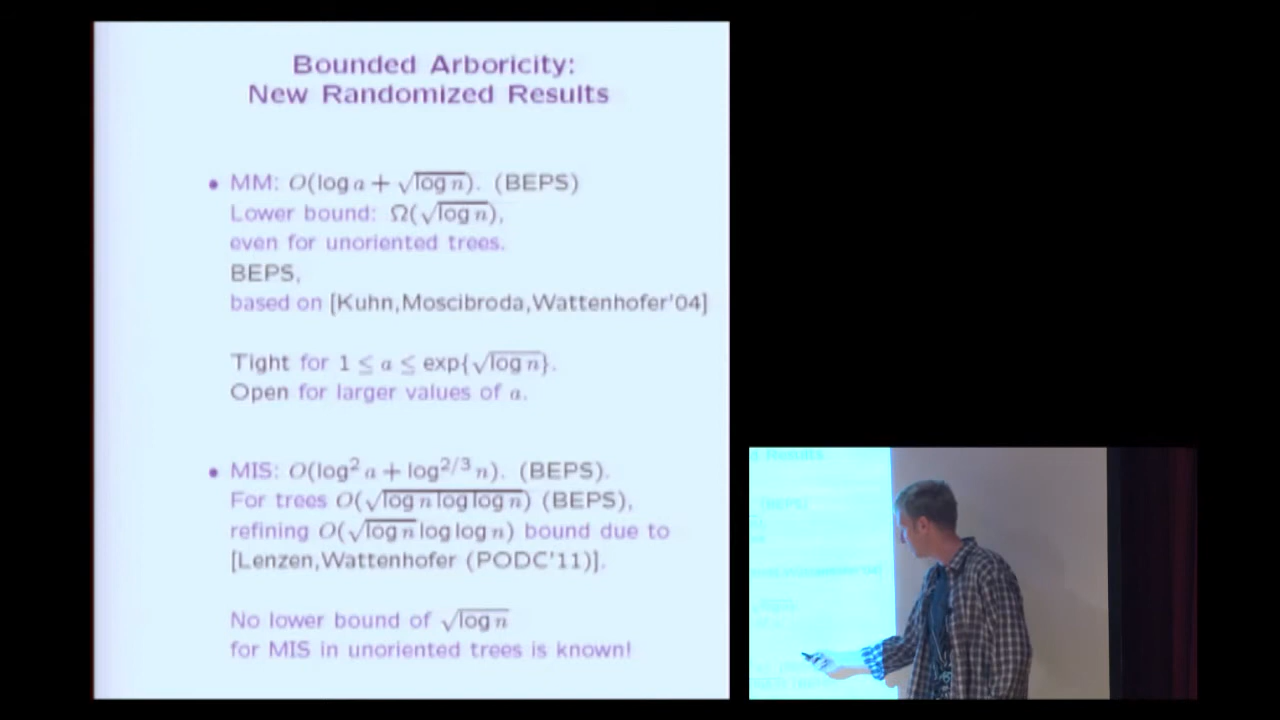 Bounded Arboricity:
New Randomized Results
• MM: O(log a + √log n). (BEPS)
Lower bound: Ω(√log n),
even for unoriented trees.
BEPS,
based on [Kuhn,Moscibroda,Wattenhofer'04]
Tight for 1 ≤ a ≤ exp{√log n}.
Open for larger values of a.
• MIS: O(log² a + log^{2/3} n). (BEPS).
For trees O(√log n log log n) (BEPS),
refining O(√log n log log n) bound due to
[Lenzen,Wattenhofer (PODC'11)].
No lower bound of √log n
for MIS in unoriented trees is known!